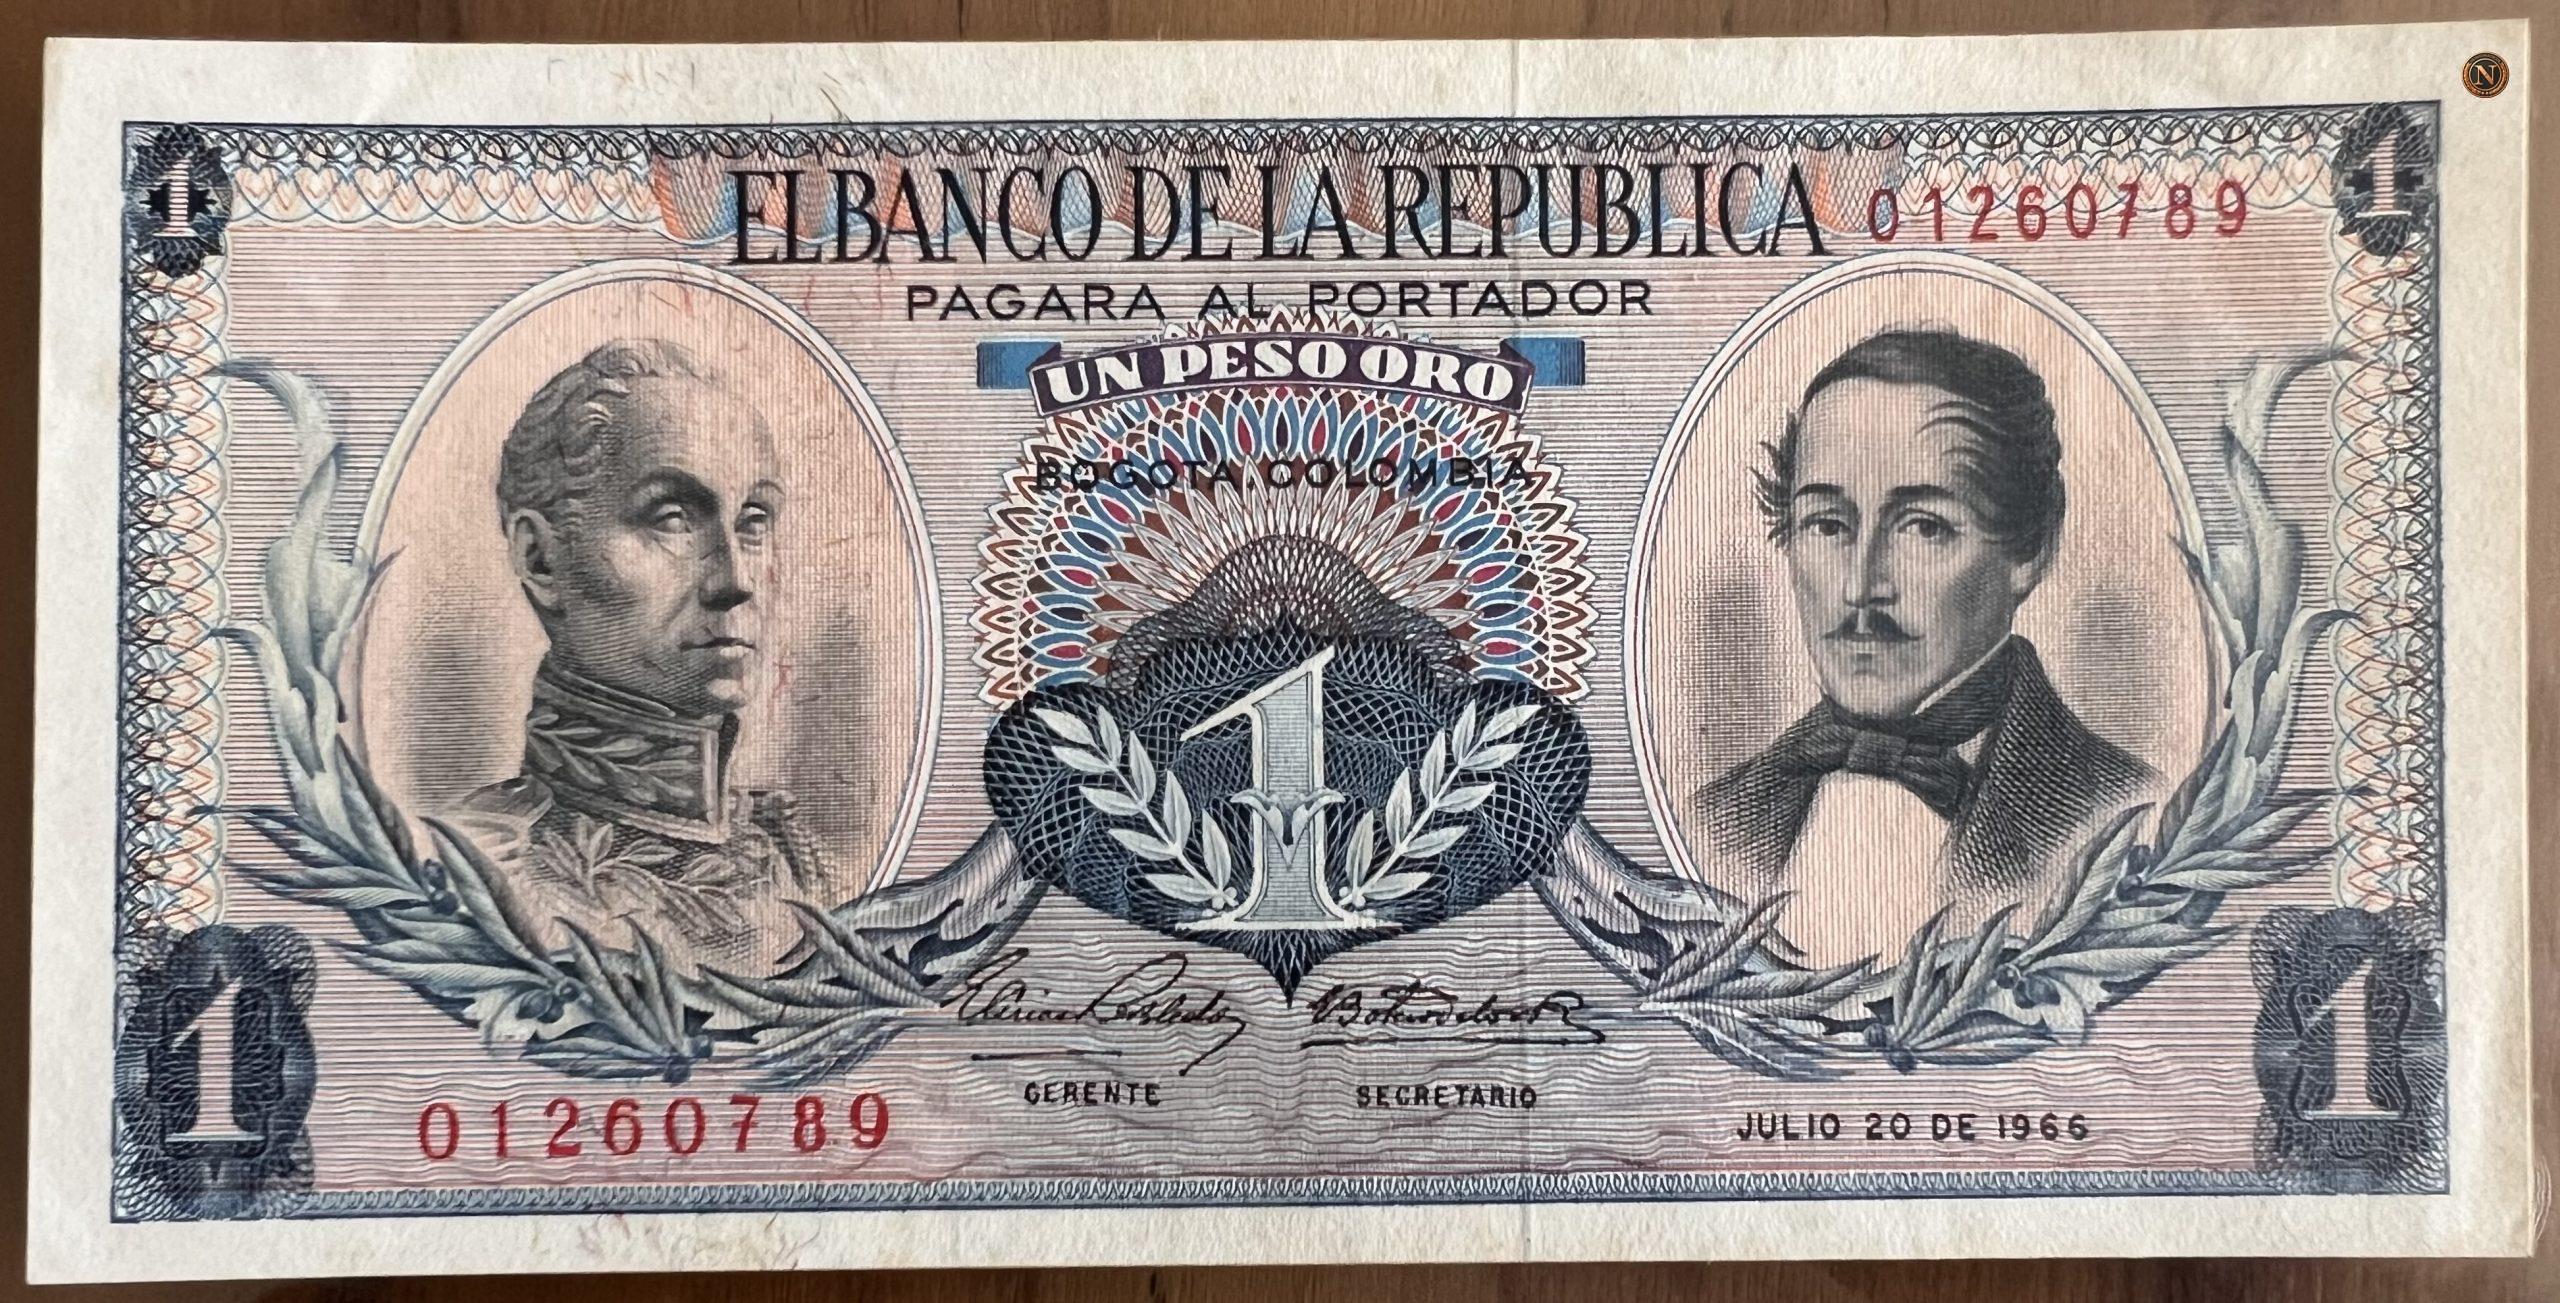 1 1
EL BANCO DE LA REPUBLICA 01260789
PAGARA AL PORTADOR
UN PESO ORO
BOGOTA. COLOMBIA
1
GERENTE SECRETARIO
01260789
JULIO 20 DE 1966
1 1
N